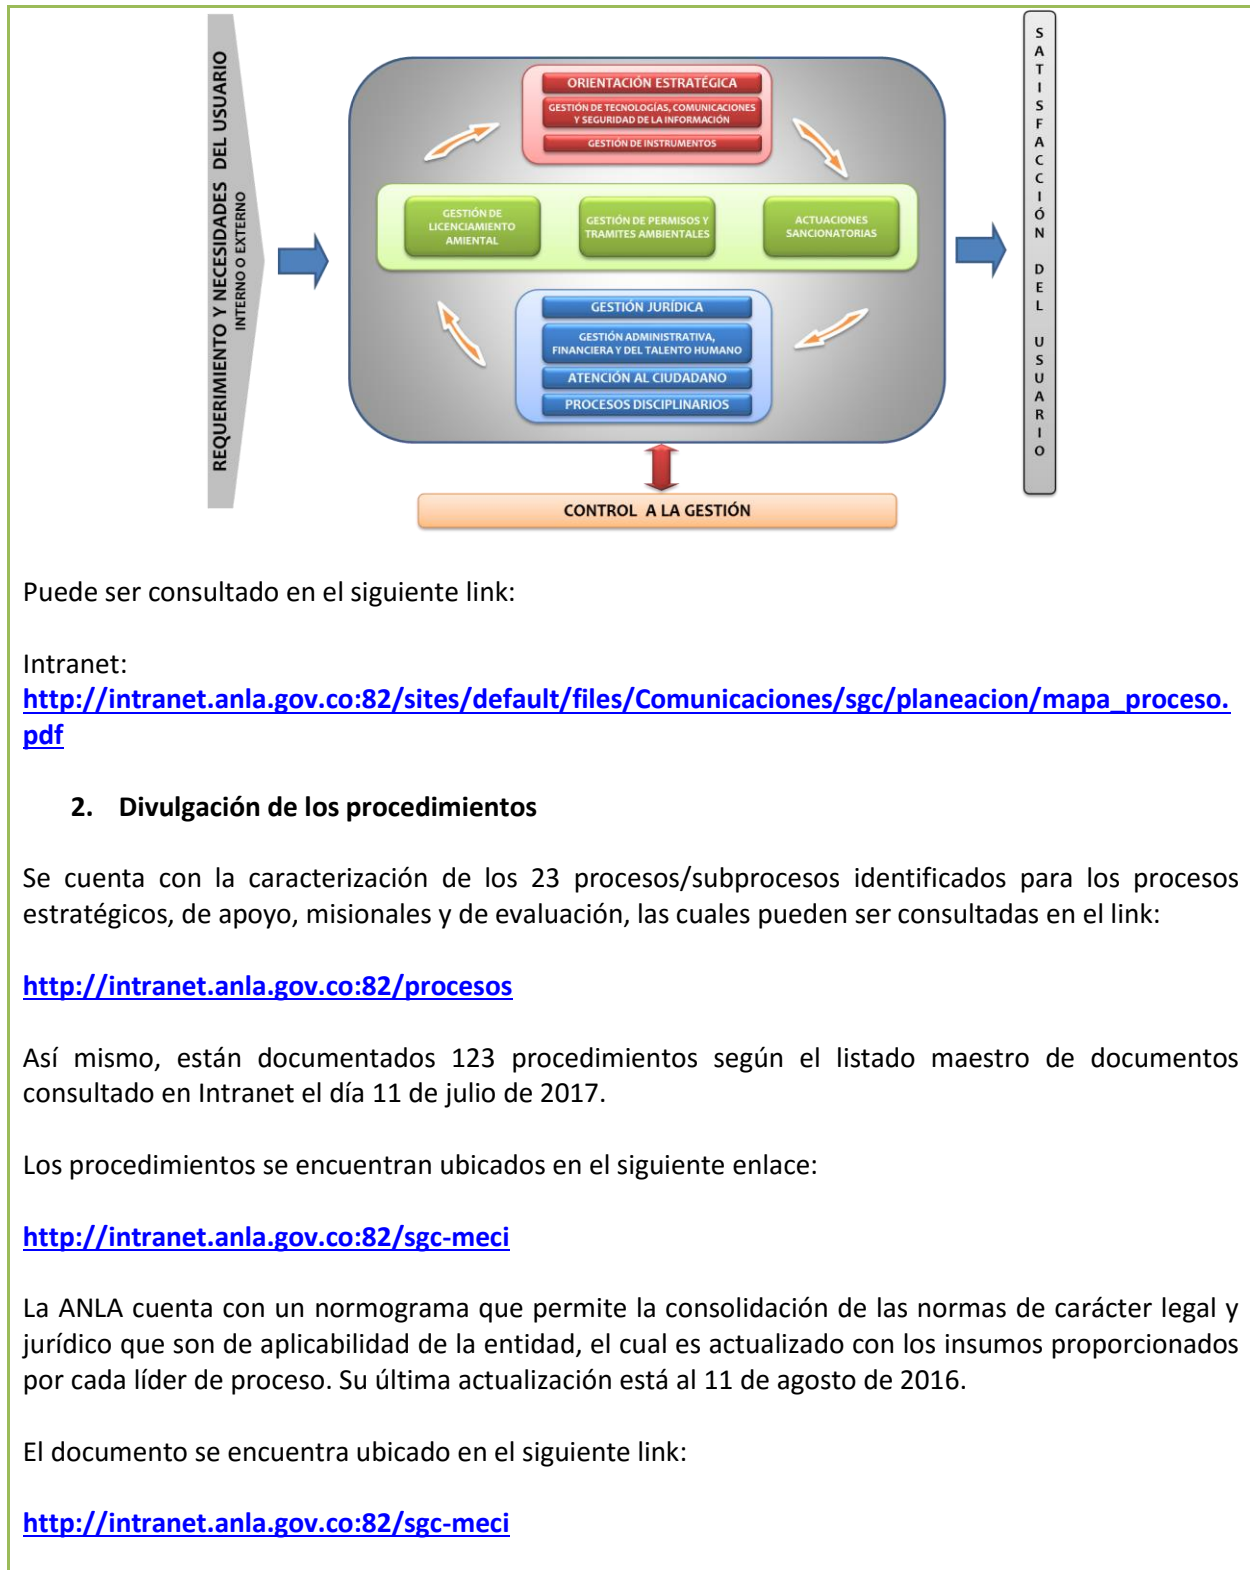 REQUERIMIENTO Y NECESIDADES DEL USUARIO
INTERNO O EXTERNO
ORIENTACIÓN ESTRATÉGICA
GESTIÓN DE TECNOLOGÍAS, COMUNICACIONES
Y SEGURIDAD DE LA INFORMACIÓN
GESTIÓN DE INSTRUMENTOS
GESTIÓN DE
LICENCIAMIENTO
AMIENTAL
GESTIÓN DE PERMISOS Y
TRAMITES AMBIENTALES
ACTUACIONES
SANCIONATORIAS
GESTIÓN JURÍDICA
GESTIÓN ADMINISTRATIVA,
FINANCIERA Y DEL TALENTO HUMANO
ATENCIÓN AL CIUDADANO
PROCESOS DISCIPLINARIOS
CONTROL A LA GESTIÓN
SATISFACCIÓN DEL USUARIO
Puede ser consultado en el siguiente link:
Intranet:
http://intranet.anla.gov.co:82/sites/default/files/Comunicaciones/sgc/planeacion/mapa_proceso.
pdf
2. Divulgación de los procedimientos
Se cuenta con la caracterización de los 23 procesos/subprocesos identificados para los procesos
estratégicos, de apoyo, misionales y de evaluación, las cuales pueden ser consultadas en el link:
http://intranet.anla.gov.co:82/procesos
Así mismo, están documentados 123 procedimientos según el listado maestro de documentos
consultado en Intranet el día 11 de julio de 2017.
Los procedimientos se encuentran ubicados en el siguiente enlace:
http://intranet.anla.gov.co:82/sgc-meci
La ANLA cuenta con un normograma que permite la consolidación de las normas de carácter legal y
jurídico que son de aplicabilidad de la entidad, el cual es actualizado con los insumos proporcionados
por cada líder de proceso. Su última actualización está al 11 de agosto de 2016.
El documento se encuentra ubicado en el siguiente link:
http://intranet.anla.gov.co:82/sgc-meci